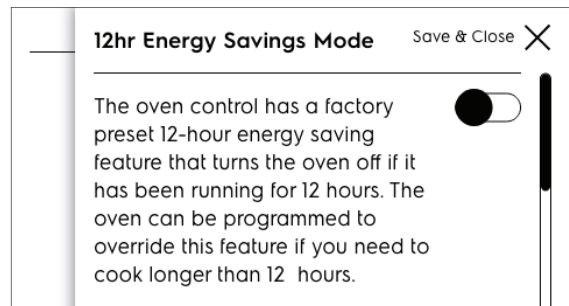 12hr Energy Savings Mode Save & Close
The oven control has a factory
preset 12-hour energy saving
feature that turns the oven off if it
has been running for 12 hours. The
oven can be programmed to
override this feature if you need to
cook longer than 12 hours.